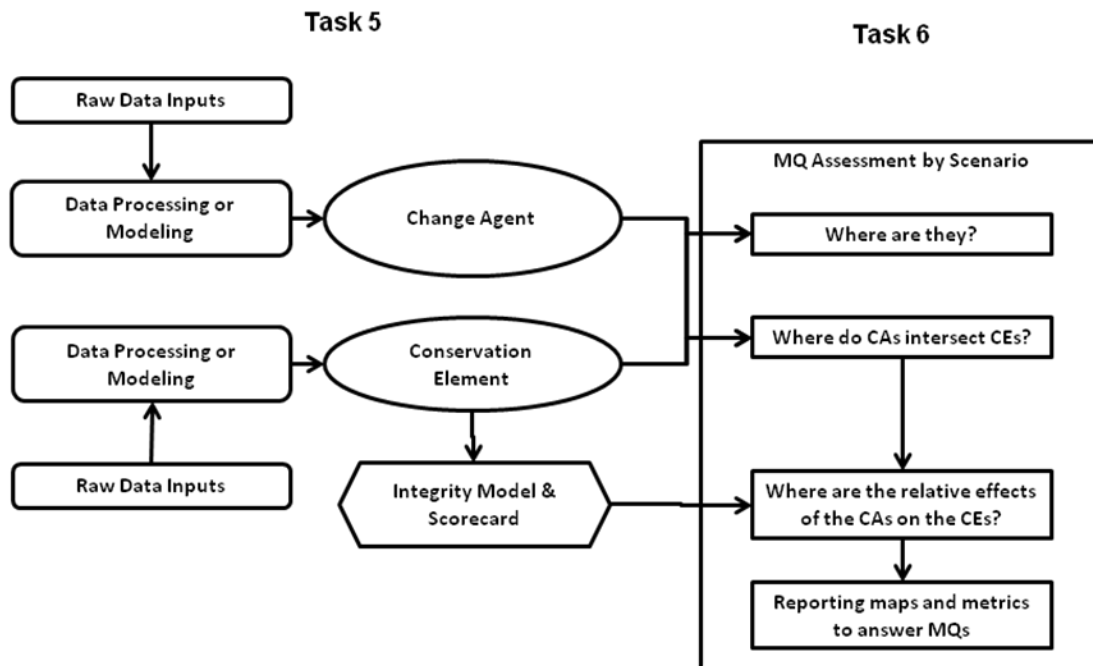 Task 5
Task 6
Raw Data Inputs
Data Processing or
Modeling
Change Agent
Data Processing or
Modeling
Conservation
Element
Raw Data Inputs
Integrity Model &
Scorecard
MQ Assessment by Scenario
Where are they?
Where do CAs intersect CEs?
Where are the relative effects
of the CAs on the CEs?
Reporting maps and metrics
to answer MQs